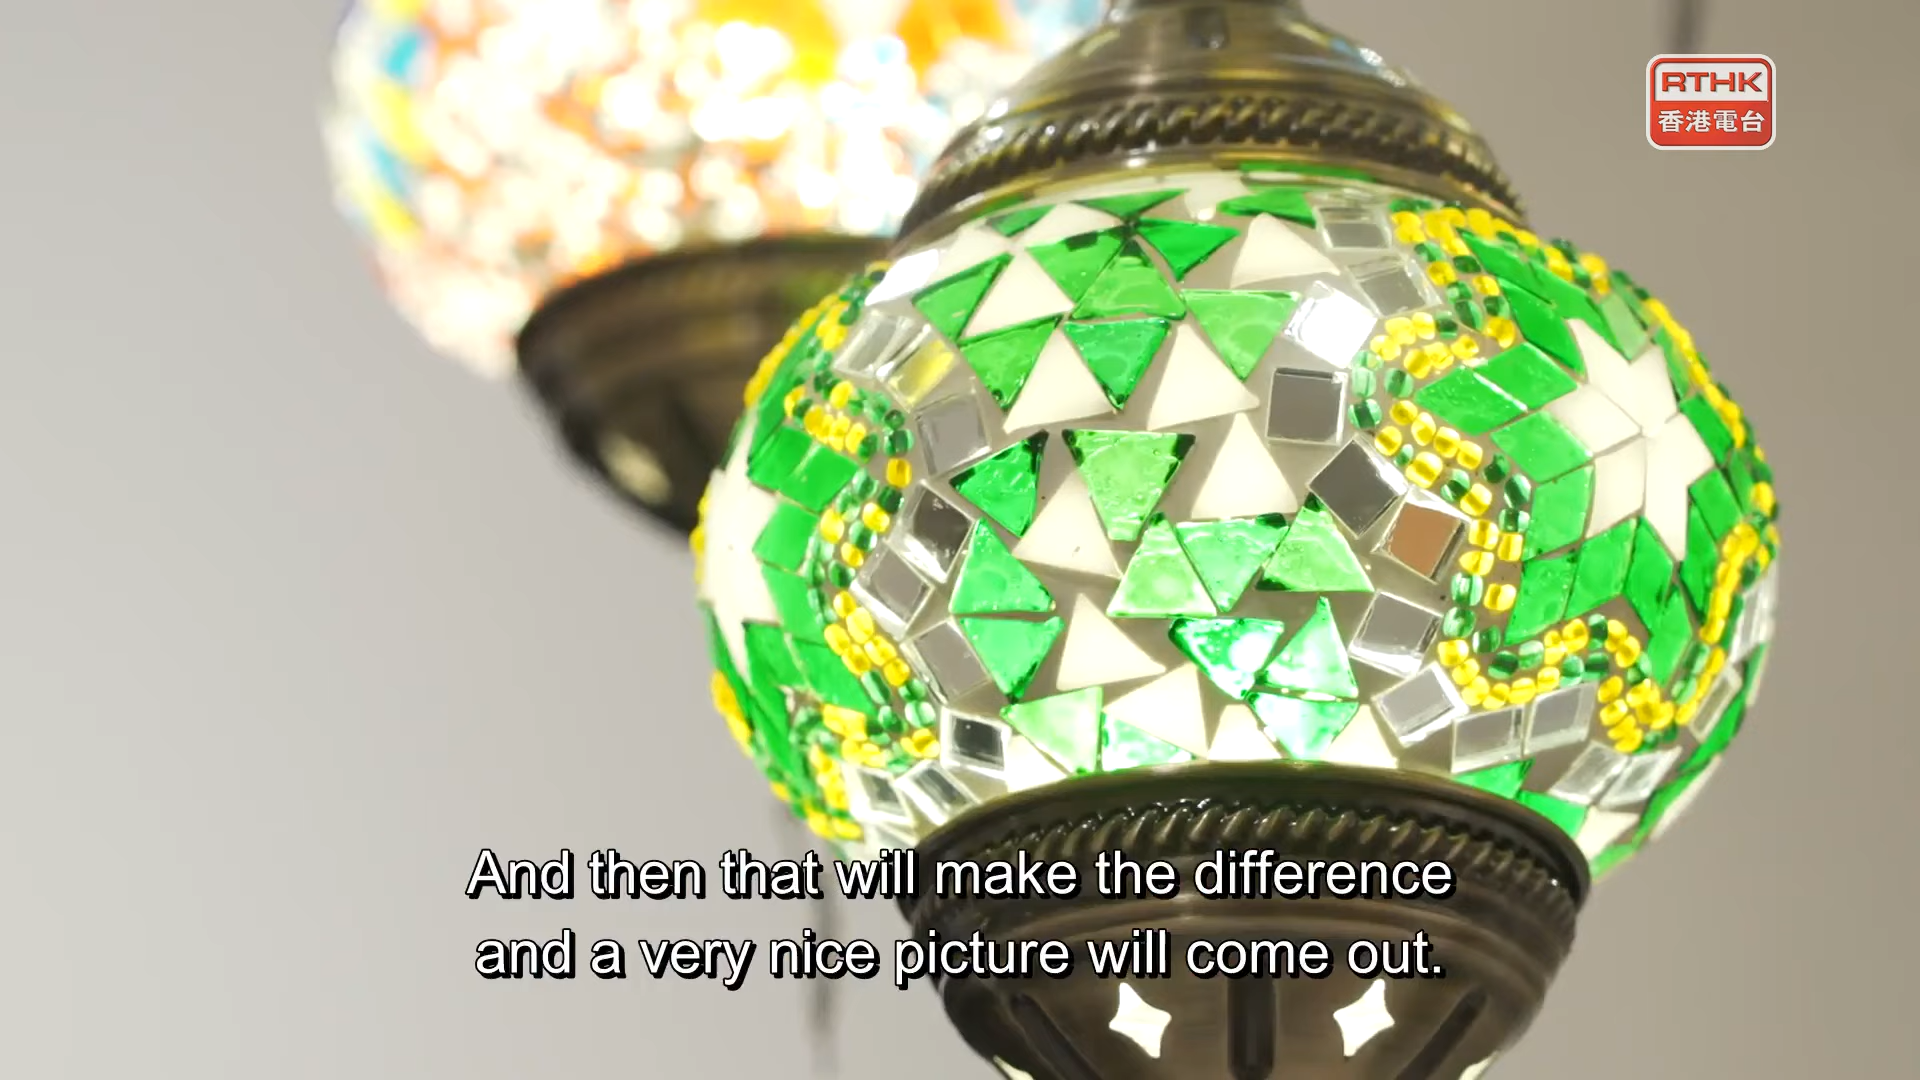 RTHK
香港電台
And then that will make the difference
and a very nice picture will come out.